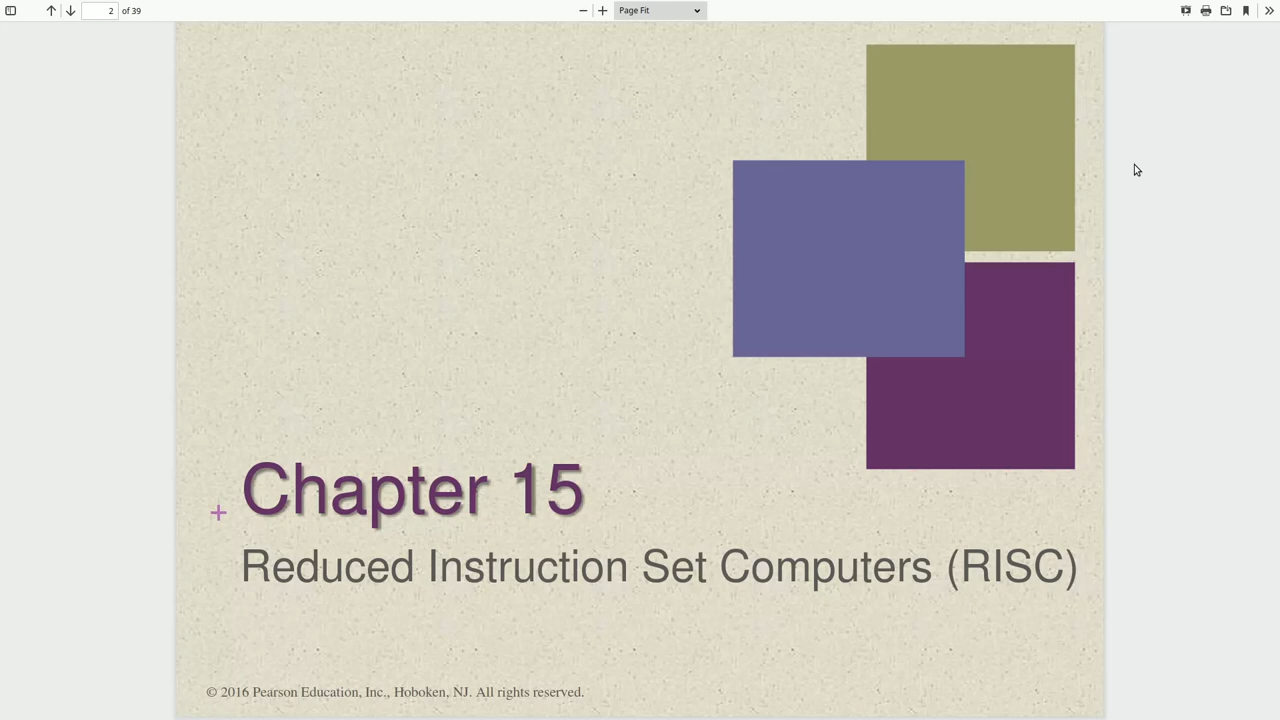 2 of 39
Page Fit
Chapter 15
+
Reduced Instruction Set Computers (RISC)
© 2016 Pearson Education, Inc., Hoboken, NJ. All rights reserved.